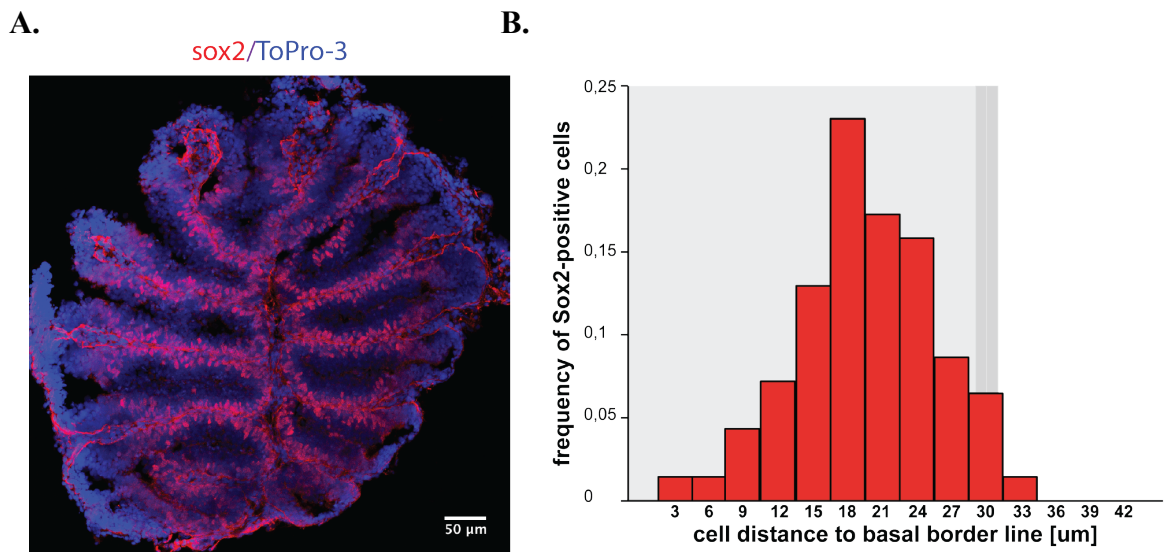 A.
sox2/ToPro-3
50 µm
B.
frequency of Sox2-positive cells
0,25
0,2
0,15
0,1
0,05
0
3 6 9 12 15 18 21 24 27 30 33 36 39 42
cell distance to basal border line [um]